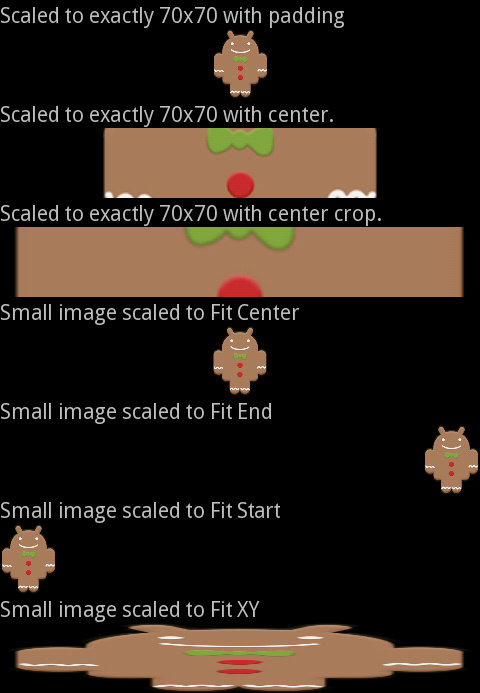 Scaled to exactly 70x70 with padding
Scaled to exactly 70x70 with center.
Scaled to exactly 70x70 with center crop.
Small image scaled to Fit Center
Small image scaled to Fit End
Small image scaled to Fit Start
Small image scaled to Fit XY